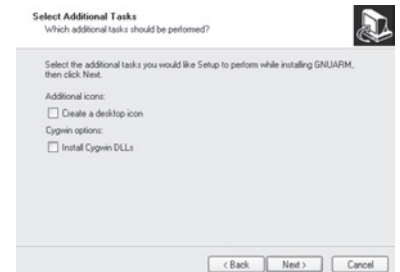 Select Additional Tasks
Which additional tasks should be performed?
Select the additional tasks you would like Setup to perform while installing GNUARM,
then click Next.
Additional icons:
Create a desktop icon
Cygwin options:
Install Cygwin DLLs
< Back
Next >
Cancel